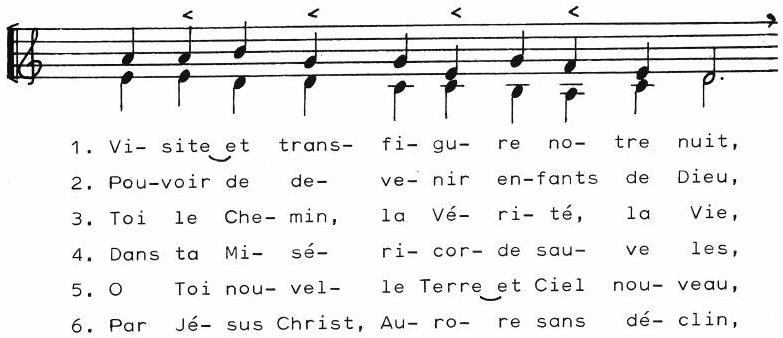 1. Vi- site et trans- fi- gu- re no- tre nuit,
2. Pou-voir de de- ve- nir en-fants de Dieu,
3. Toi le Che- min, la Vé- ri- té, la Vie,
4. Dans ta Mi- sé- ri- cor- de sau- ve les,
5. O Toi nou- vel- le Terre et Ciel nou- veau,
6. Par Jé- sus Christ, Au- ro- re sans dé- clin,